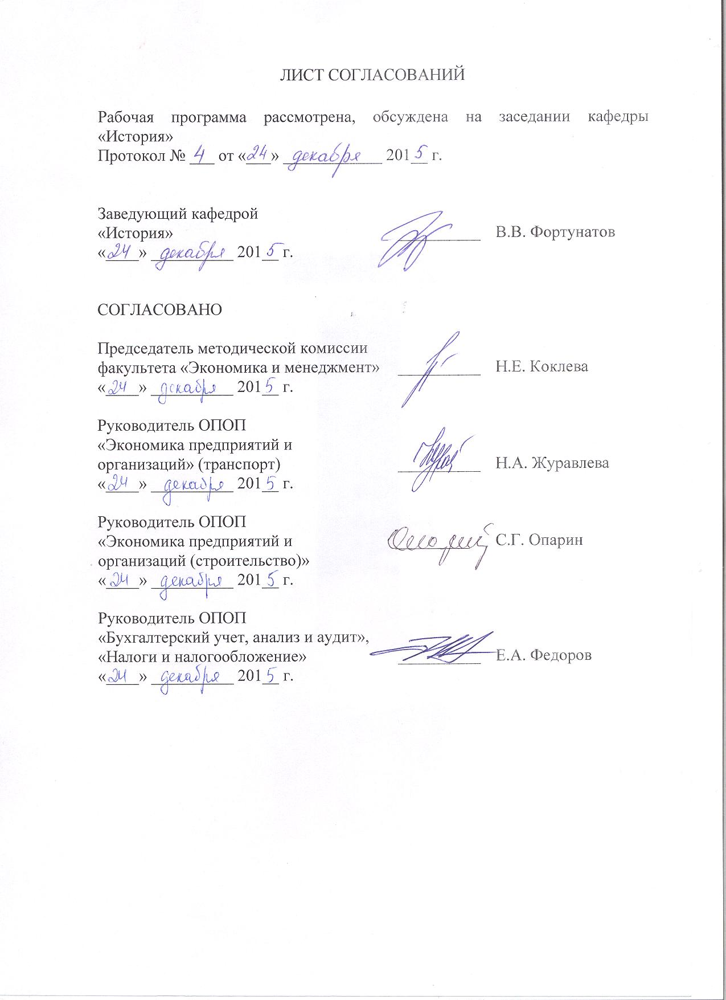 ЛИСТ СОГЛАСОВАНИЙ
Рабочая программа рассмотрена, обсуждена на заседании кафедры
«История»
Протокол № 4 от «24» декабря 2015 г.
Заведующий кафедрой
«История» В.В. Фортунатов
«24» декабря 2015 г.
СОГЛАСОВАНО
Председатель методической комиссии
факультета «Экономика и менеджмент» Н.Е. Коклева
«24» декабря 2015 г.
Руководитель ОПОП
«Экономика предприятий и
организаций» (транспорт) Н.А. Журавлева
«24» декабря 2015 г.
Руководитель ОПОП
«Экономика предприятий и С.Г. Опарин
организаций (строительство)»
«24» декабря 2015 г.
Руководитель ОПОП
«Бухгалтерский учет, анализ и аудит»,
«Налоги и налогообложение» Е.А. Федоров
«24» декабря 2015 г.